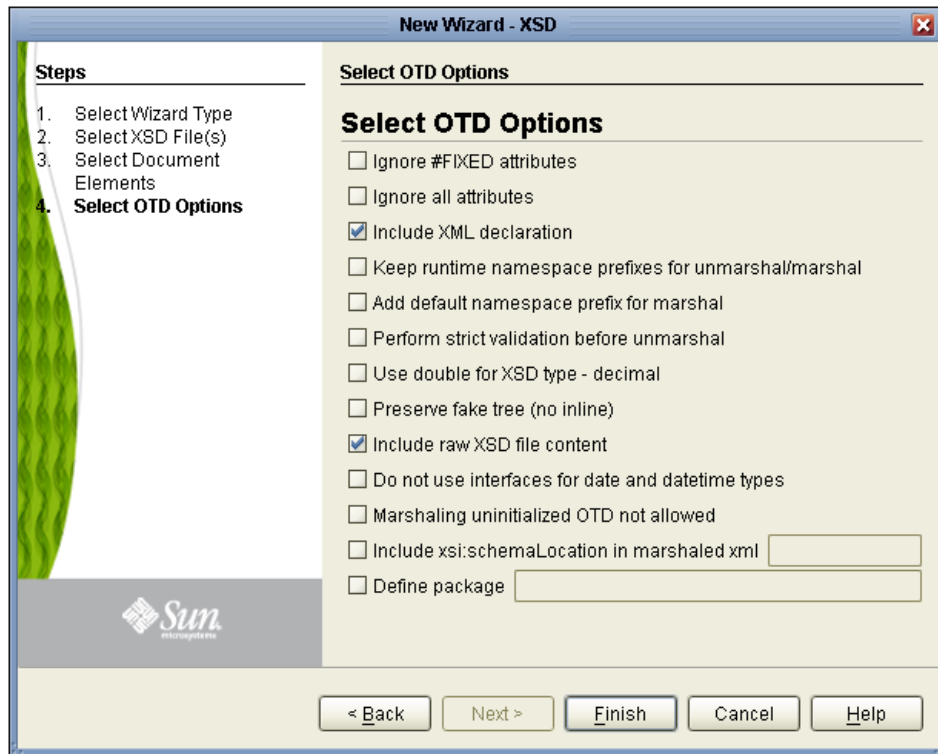 New Wizard - XSD
Steps
1. Select Wizard Type
2. Select XSD File(s)
3. Select Document
Elements
4. Select OTD Options
Select OTD Options
Select OTD Options
Ignore #FIXED attributes
Ignore all attributes
Include XML declaration
Keep runtime namespace prefixes for unmarshal/marshal
Add default namespace prefix for marshal
Perform strict validation before unmarshal
Use double for XSD type - decimal
Preserve fake tree (no inline)
Include raw XSD file content
Do not use interfaces for date and datetime types
Marshaling uninitialized OTD not allowed
Include xsi:schemaLocation in marshaled xml
Define package
Sun
microsystems
< Back
Next >
Finish
Cancel
Help